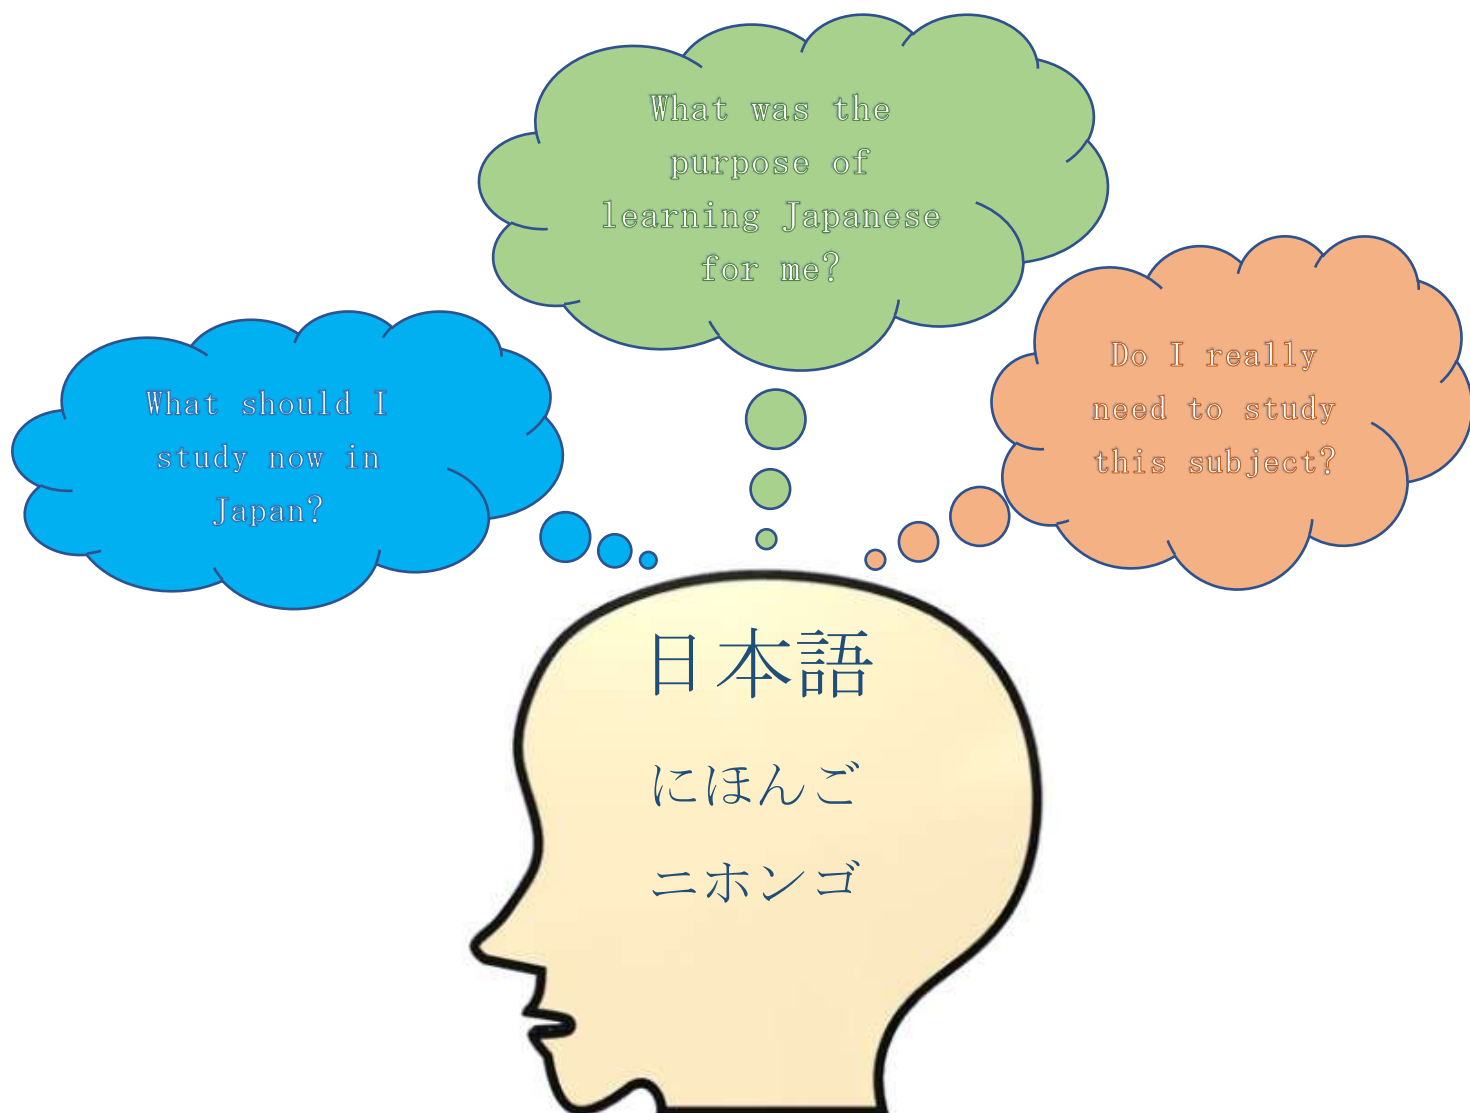 What was the
purpose of
learning Japanese
for me?
What should I
study now in
Japan?
Do I really
need to study
this subject?
日本語
にほんご
ニホンゴ